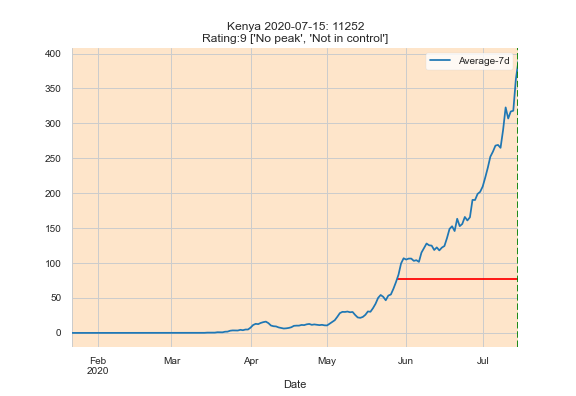 Kenya 2020-07-15: 11252
Rating:9 ['No peak', 'Not in control']
Average-7d
400
350
300
250
200
150
100
50
0
Feb Mar Apr May Jun Jul
2020
Date